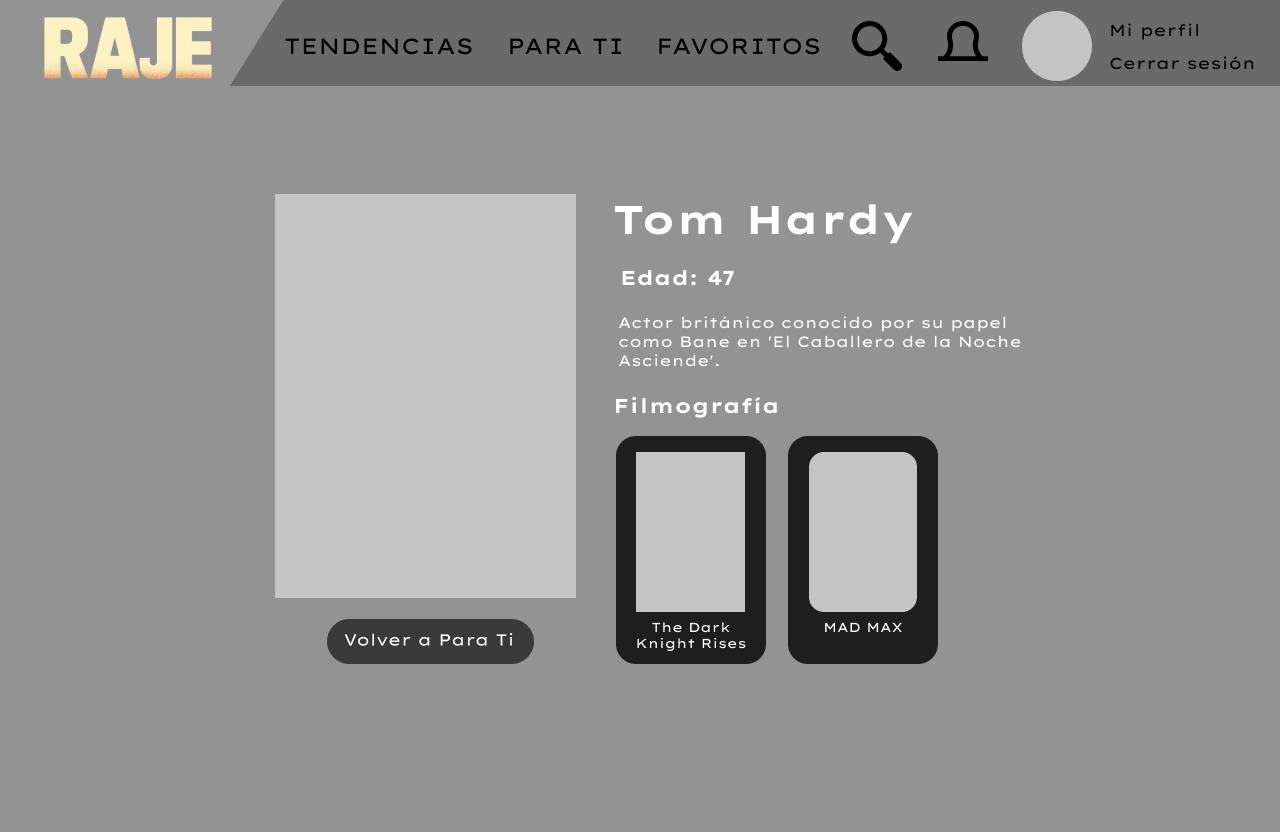 RAJE
TENDENCIAS
PARA TI
FAVORITOS
Mi perfil
Cerrar sesión
Tom Hardy
Edad: 47
Actor británico conocido por su papel
como Bane en 'El Caballero de la Noche
Asciende'.
Filmografía
The Dark
Knight Rises
MAD MAX
Volver a Para Ti